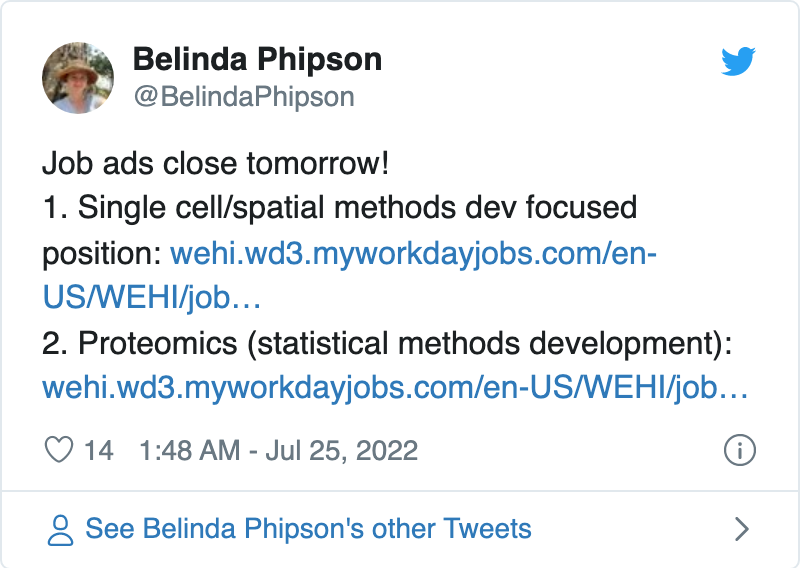 Belinda Phipson
@BelindaPhipson
Job ads close tomorrow!
1. Single cell/spatial methods dev focused
position: wehi.wd3.myworkdayjobs.com/en-
US/WEHI/job…
2. Proteomics (statistical methods development):
wehi.wd3.myworkdayjobs.com/en-US/WEHI/job…
14 1:48 AM - Jul 25, 2022
See Belinda Phipson's other Tweets